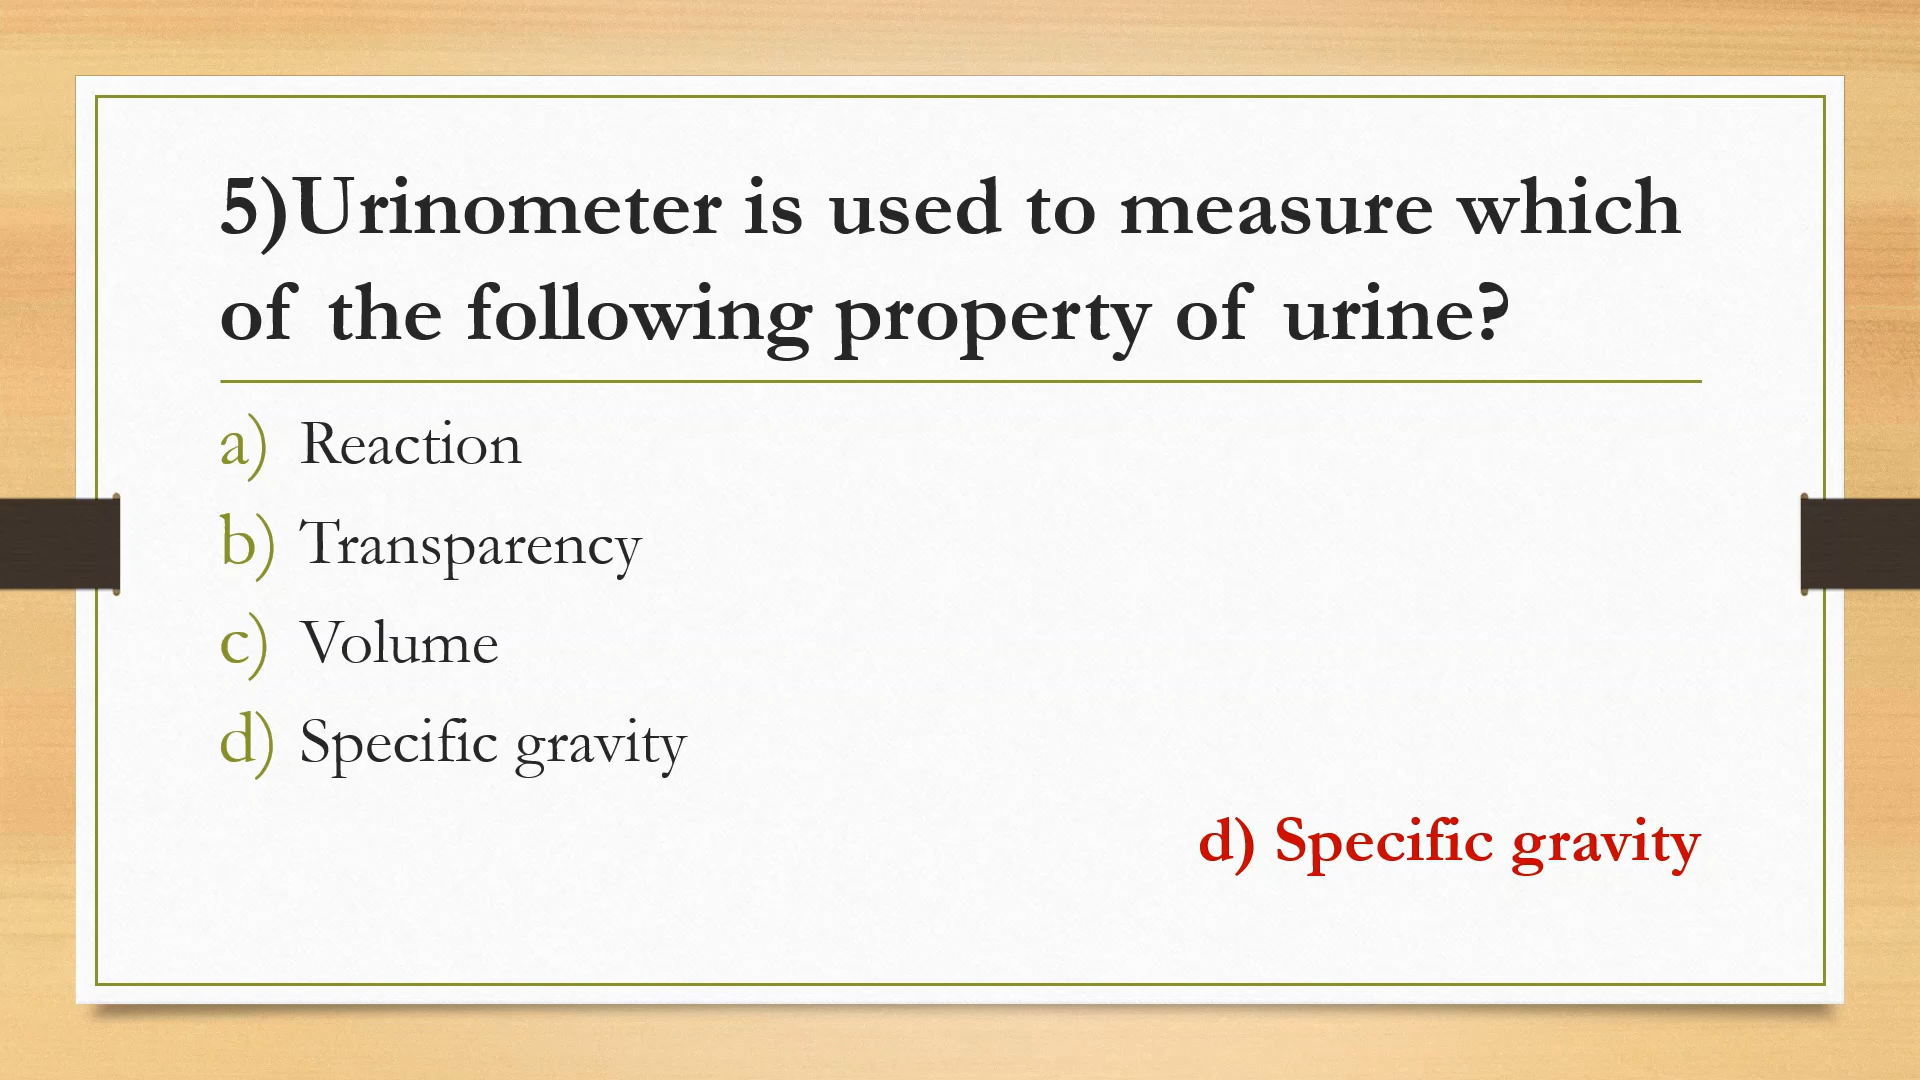 5)Urinometer is used to measure which
of the following property of urine?
a) Reaction
b) Transparency
c) Volume
d) Specific gravity
d) Specific gravity